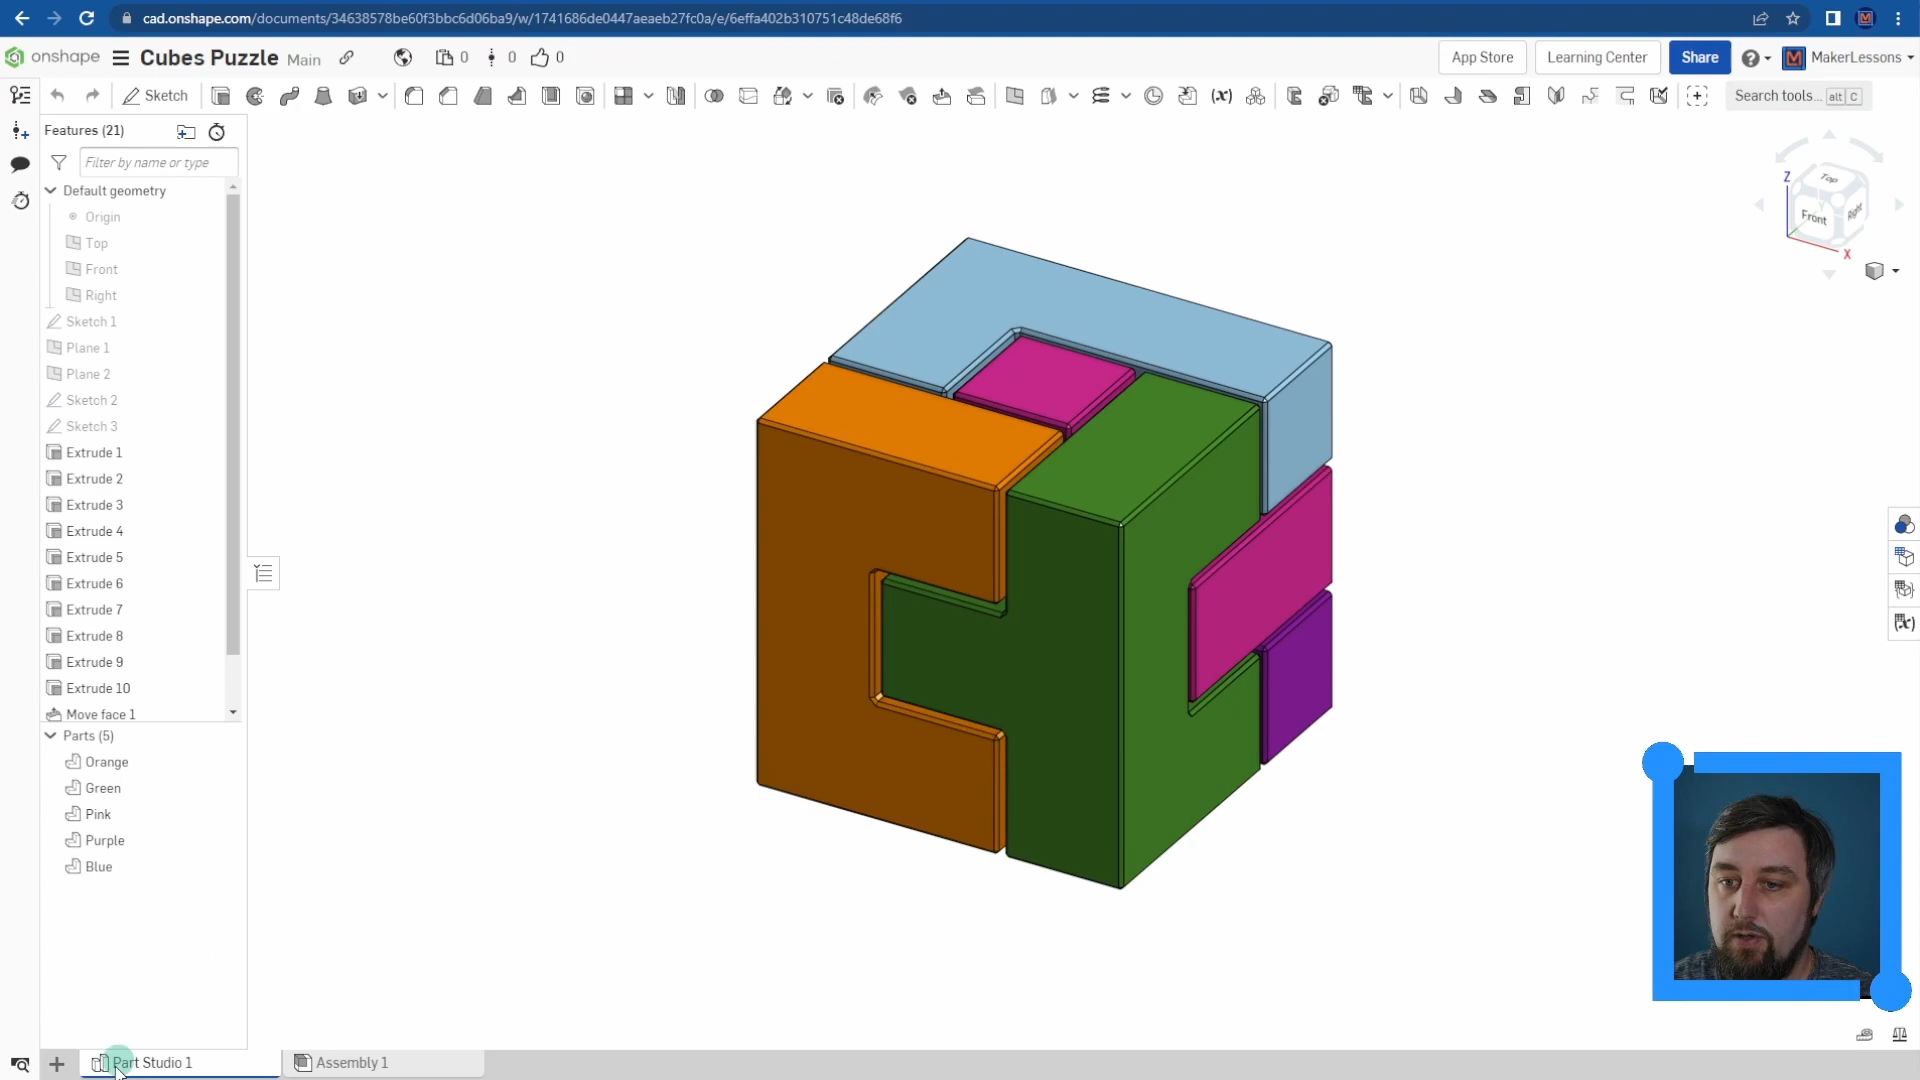 cad.onshape.com/documents/34638578be60f3bbc6d06ba9/w/1741686de0447aeaeb27fc0a/e/6effa402b310751c48de68f6
onshape Cubes Puzzle Main 0 0 0 App Store Learning Center Share MakerLessons
Sketch Search tools... alt C
Features (21)
Filter by name or type
Default geometry
Origin
Top
Front
Right
Sketch 1
Plane 1
Plane 2
Sketch 2
Sketch 3
Extrude 1
Extrude 2
Extrude 3
Extrude 4
Extrude 5
Extrude 6
Extrude 7
Extrude 8
Extrude 9
Extrude 10
Move face 1
Parts (5)
Orange
Green
Pink
Purple
Blue
Z
Top
Front
Right
Y
X
Part Studio 1 Assembly 1